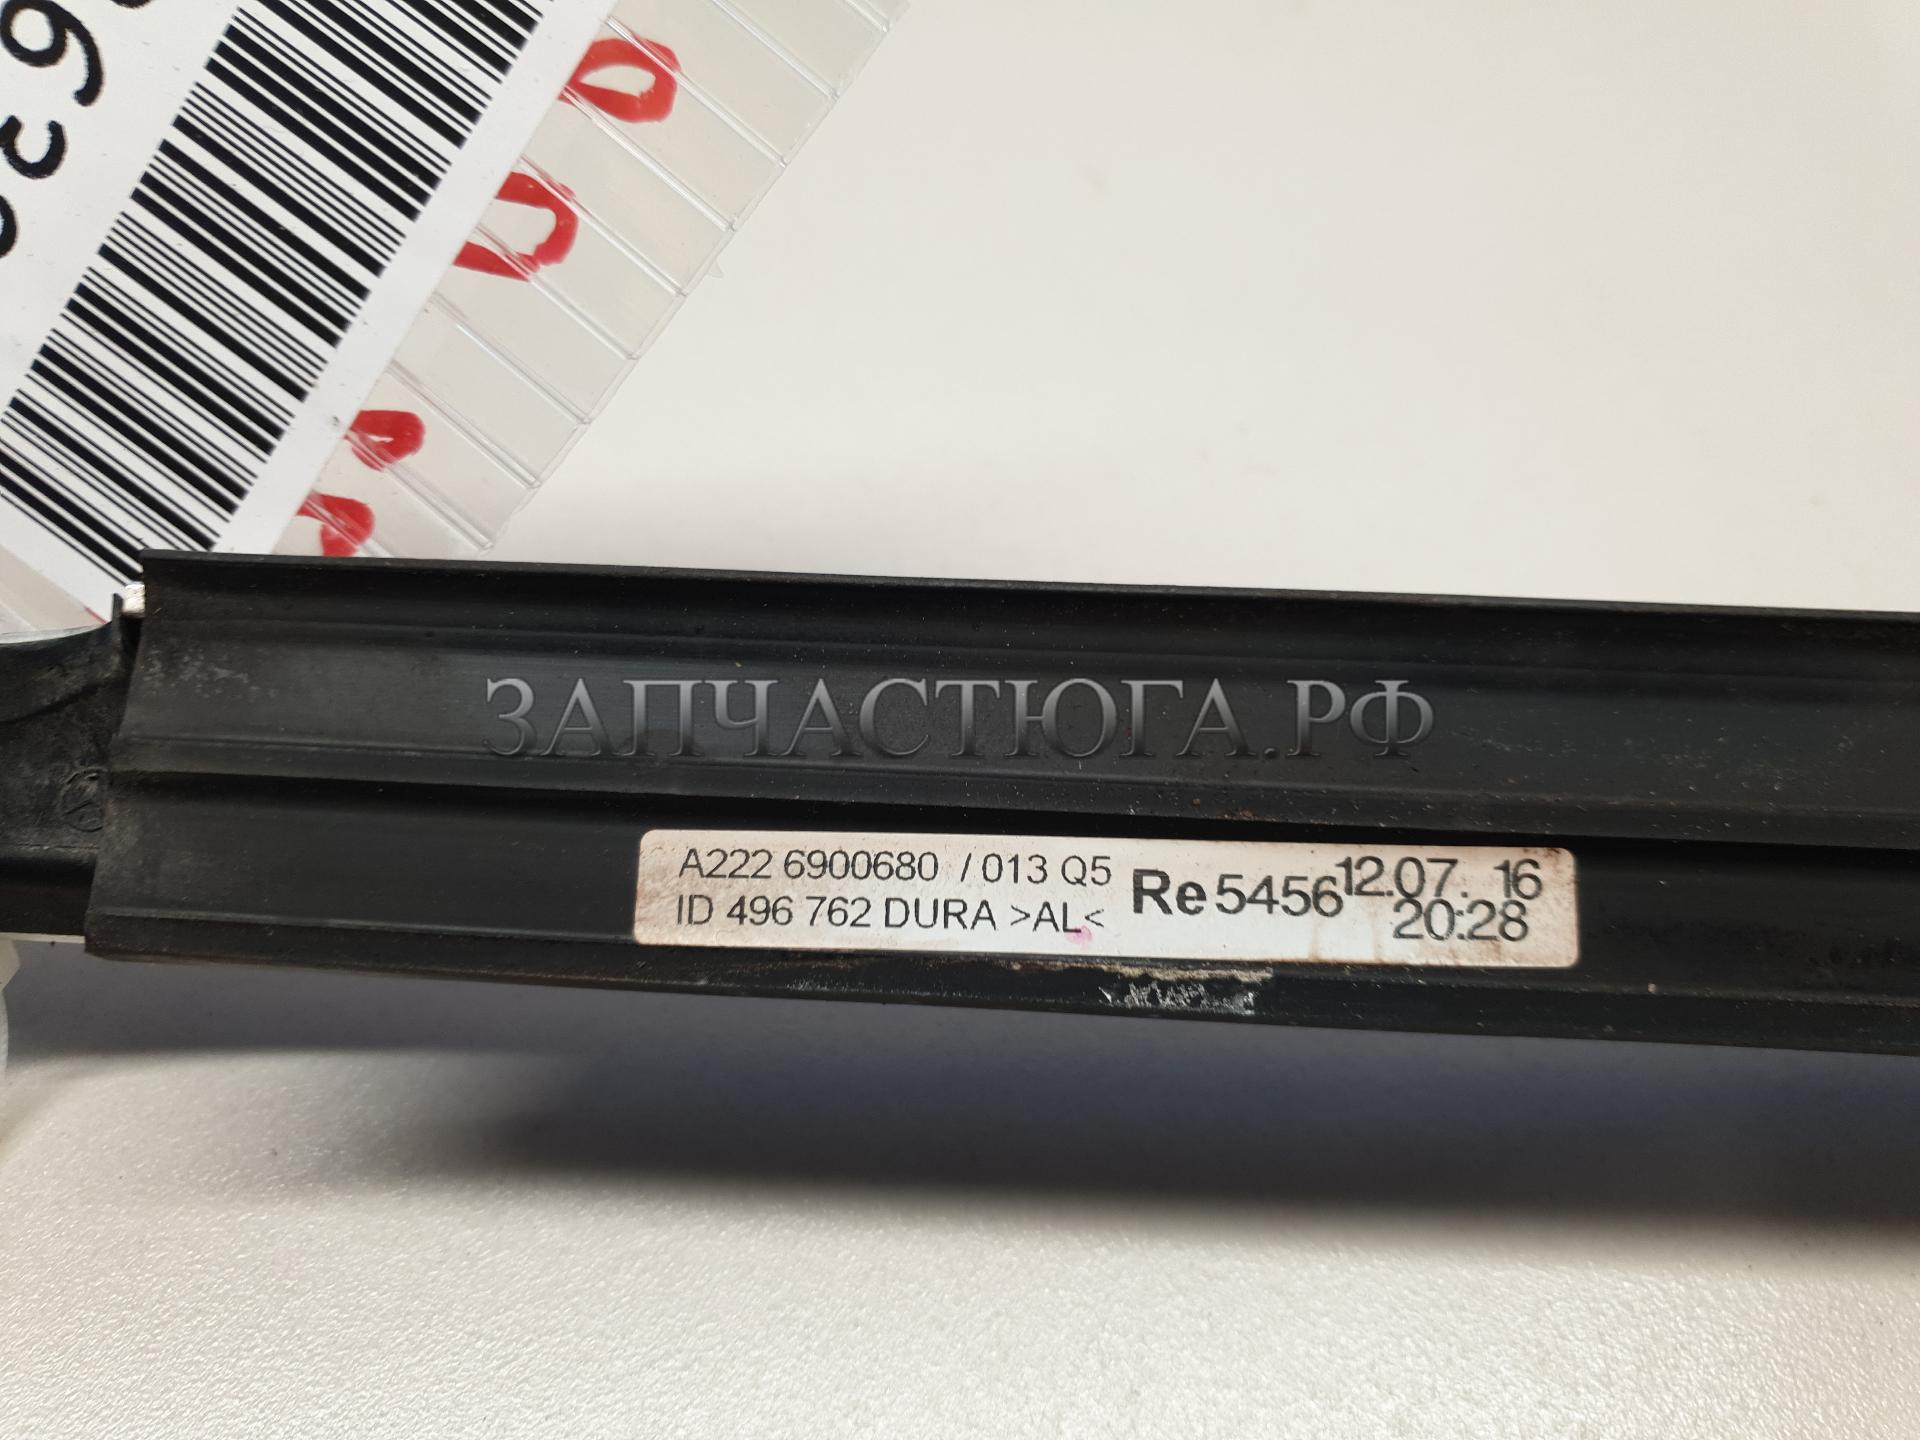 ЗАПЧАСТЮГА.РФ
A222 6900680 / 013 Q5
ID 496 762 DURA >AL<
Re 5456
12.07. 16
20:28